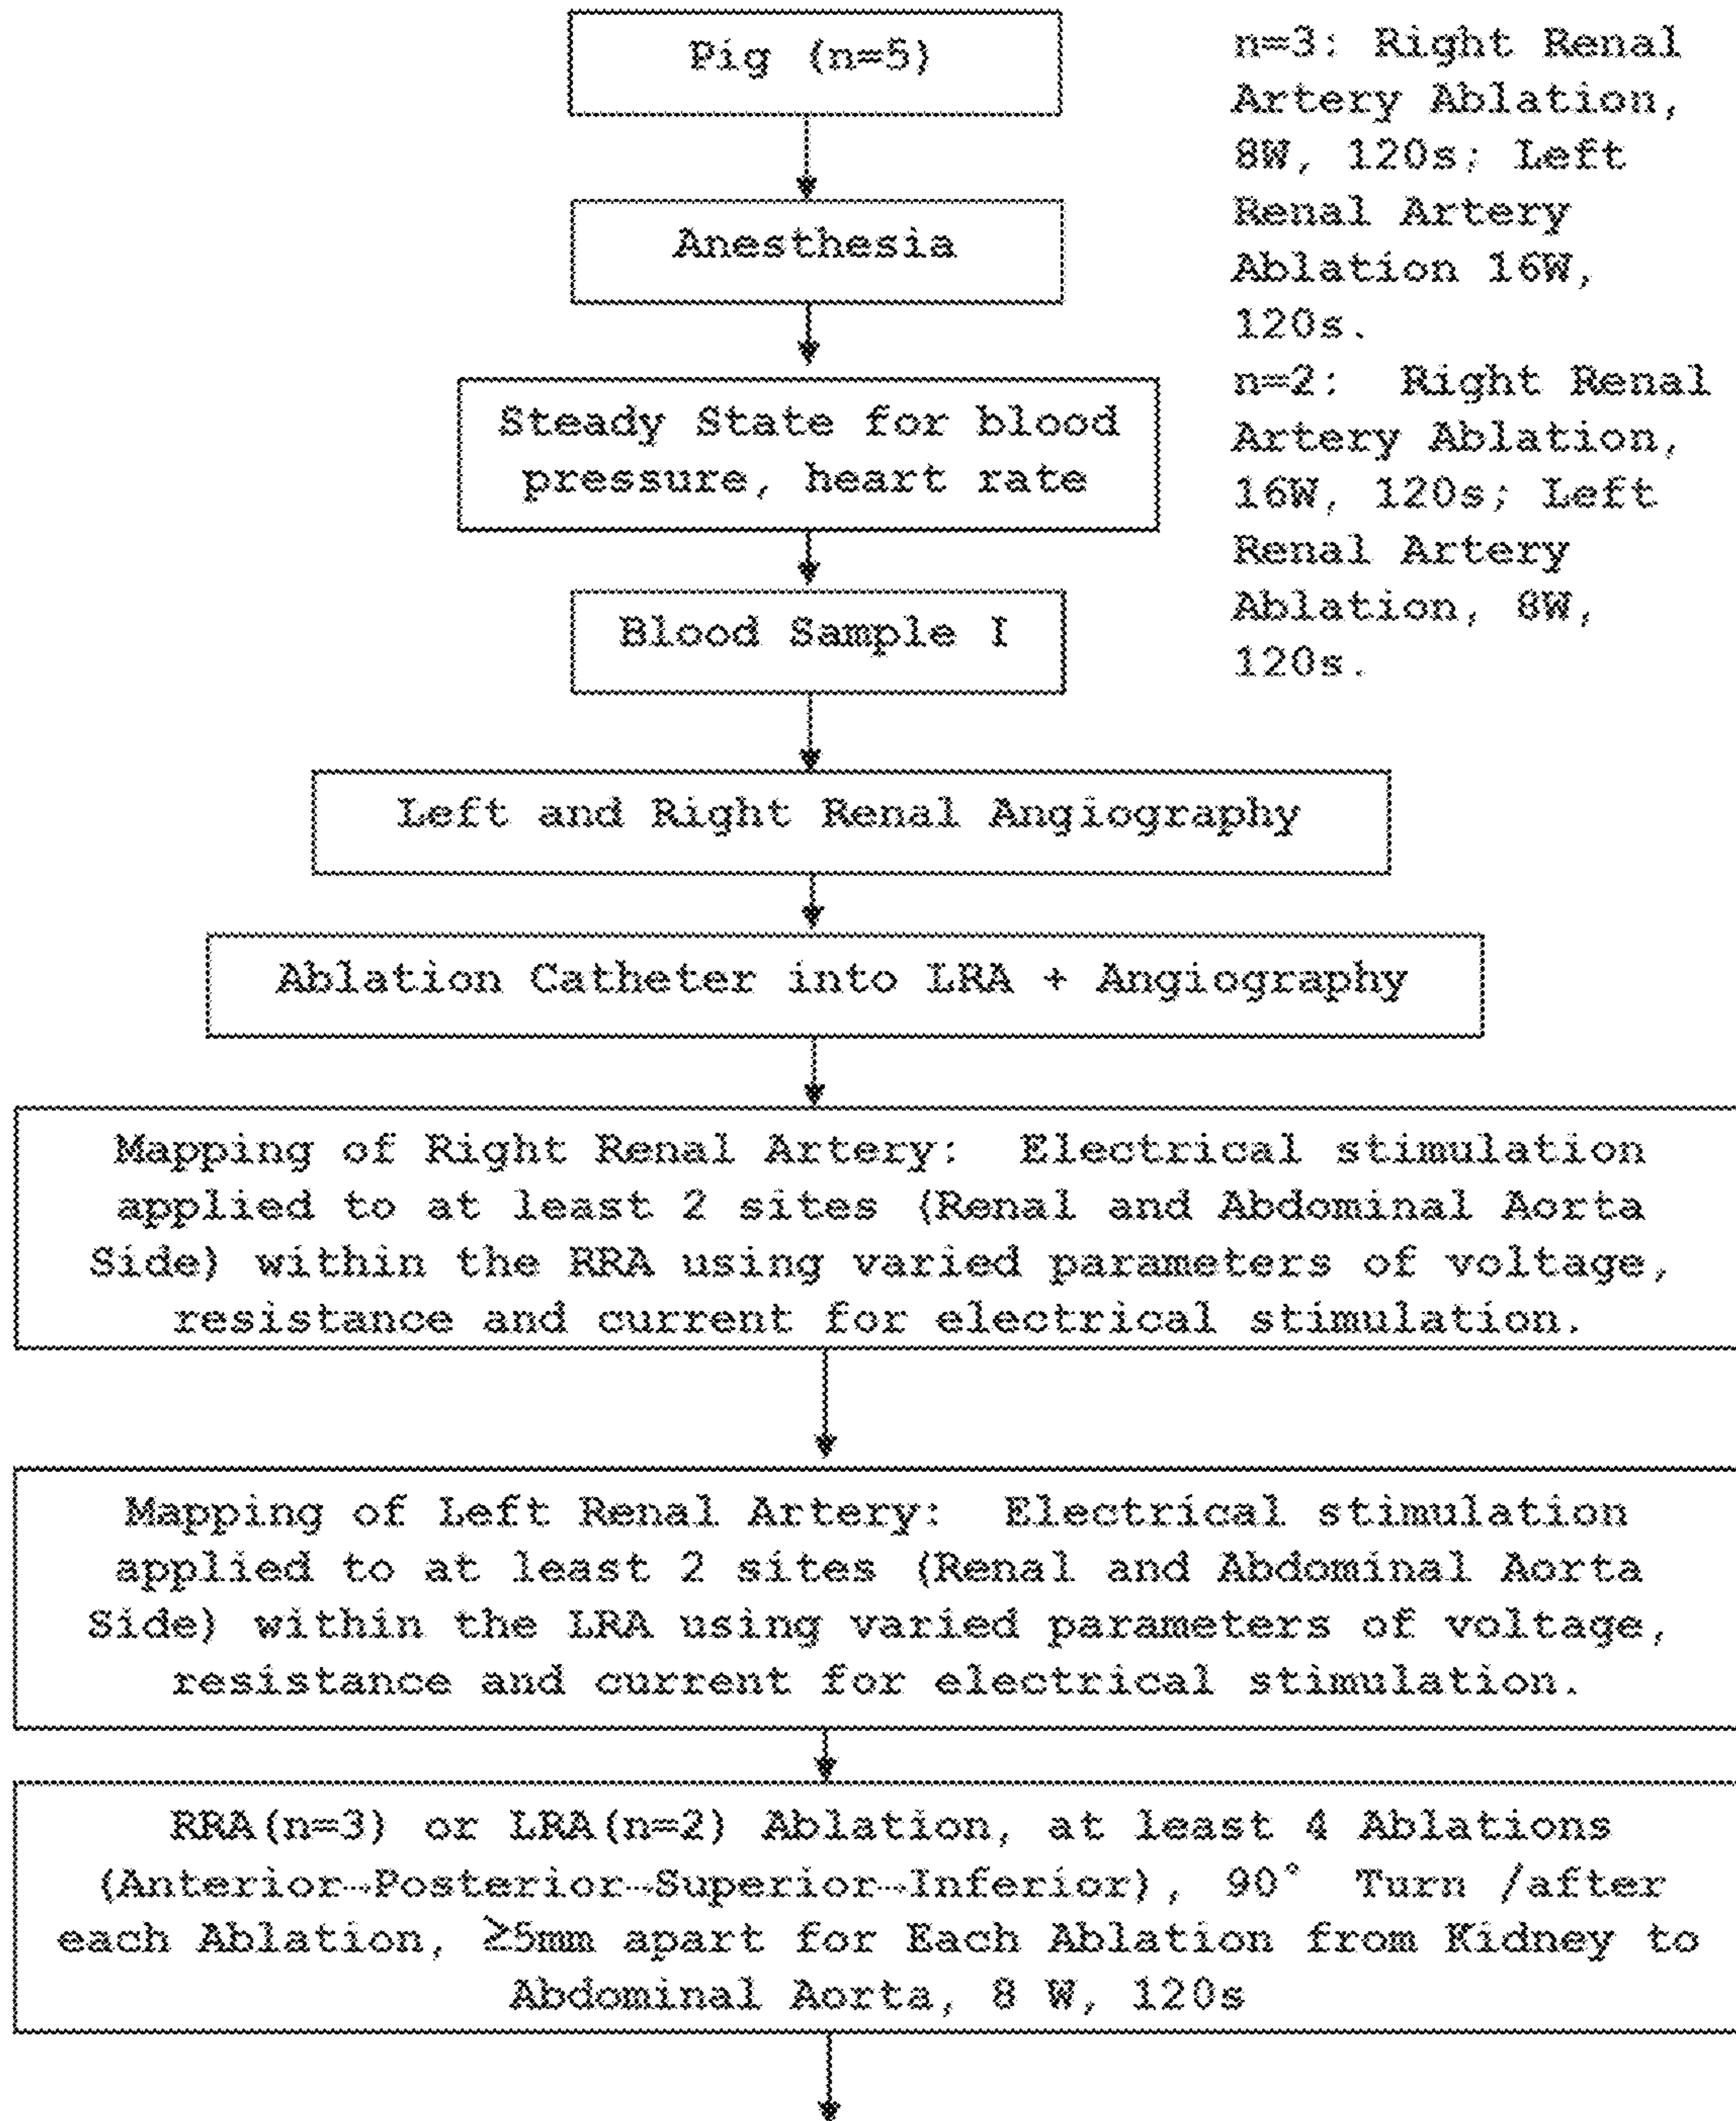 Pig (n=5)
n=3: Right Renal
Artery Ablation,
8W, 120s; Left
Renal Artery
Ablation 16W,
120s.
n=2:  Right Renal
Artery Ablation,
16W, 120s; Left
Renal Artery
Ablation, 8W,
120s.
Anesthesia
Steady State for blood
pressure, heart rate
Blood Sample I
Left and Right Renal Angiography
Ablation Catheter into LRA + Angiography
Mapping of Right Renal Artery:  Electrical stimulation
applied to at least 2 sites (Renal and Abdominal Aorta
Side) within the RRA using varied parameters of voltage,
resistance and current for electrical stimulation.
Mapping of Left Renal Artery:  Electrical stimulation
applied to at least 2 sites (Renal and Abdominal Aorta
Side) within the LRA using varied parameters of voltage,
resistance and current for electrical stimulation.
RRA(n=3) or LRA(n=2) Ablation, at least 4 Ablations
(Anterior→Posterior→Superior→Inferior), 90° Turn /after
each Ablation, ≥5mm apart for Each Ablation from Kidney to
Abdominal Aorta, 8 W, 120s